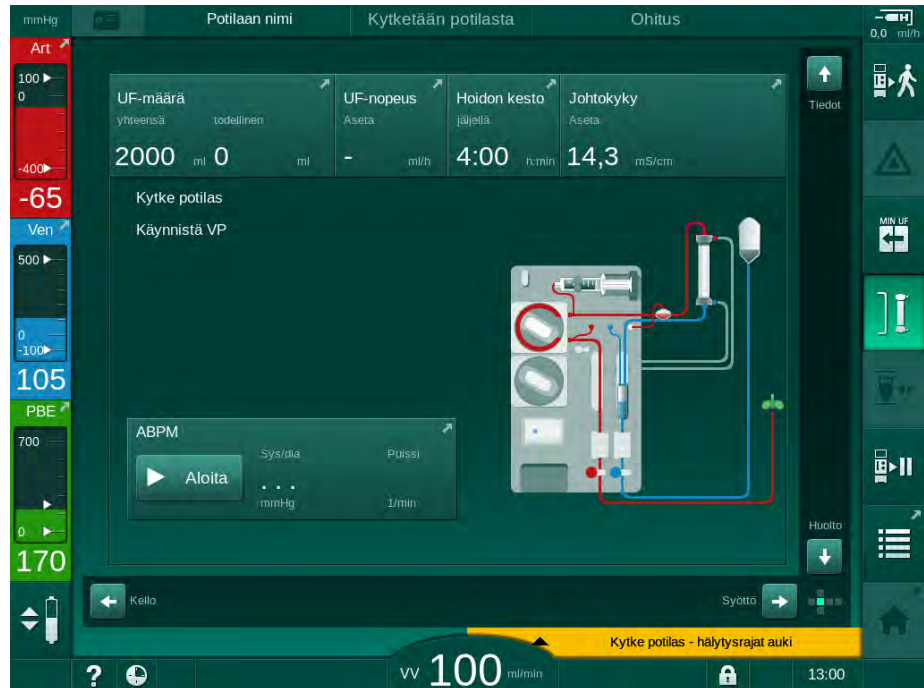 mmHg
Potilaan nimi
Kytketään potilasta
Ohitus
0,0 ml/h
Art
100
0
-400
-65
Ven
500
0
-100
105
PBE
700
0
170
UF-määrä
yhteensä todellinen
2000 ml 0 ml
UF-nopeus
Aseta
- ml/h
Hoidon kesto
jäljellä
4:00 h:min
Johtokyky
Aseta
14,3 mS/cm
Tiedot
Kytke potilas
Käynnistä VP
MIN UF
ABPM
Sys/dia Pulssi
Aloita
. . .
mmHg 1/min
Huolto
Kello
Syöttö
Kytke potilas - hälytysrajat auki
? VV 100 ml/min 13:00